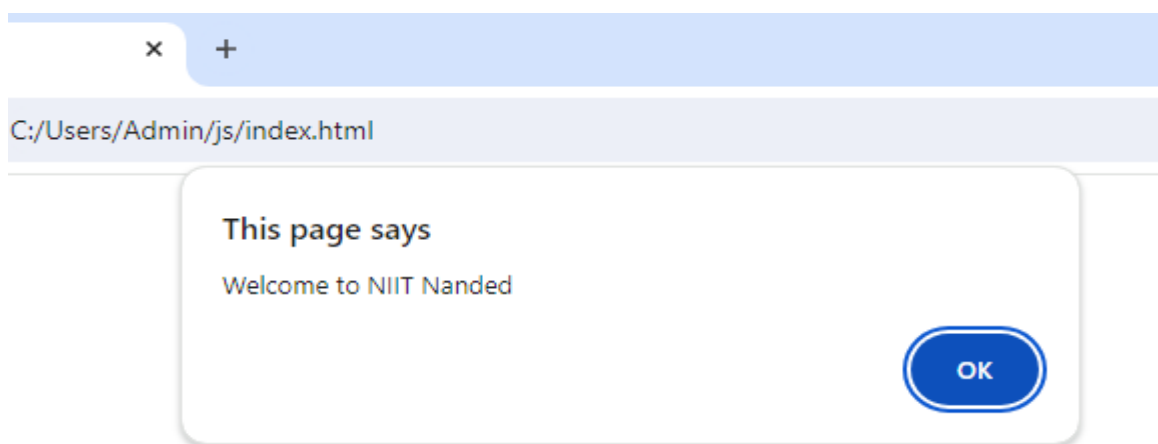 C:/Users/Admin/js/index.html
This page says
Welcome to NIIT Nanded
OK